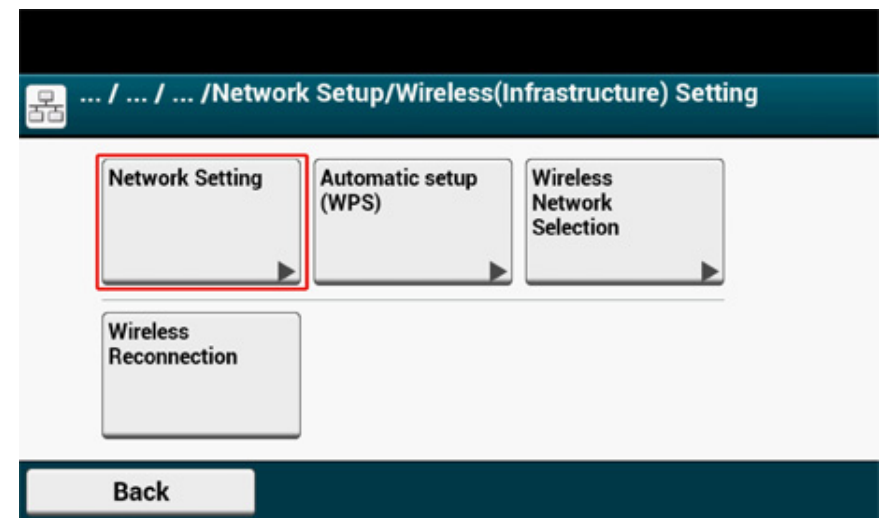 ... / ... / ... /Network Setup/Wireless(Infrastructure) Setting
Network Setting
Automatic setup
(WPS)
Wireless
Network
Selection
Wireless
Reconnection
Back